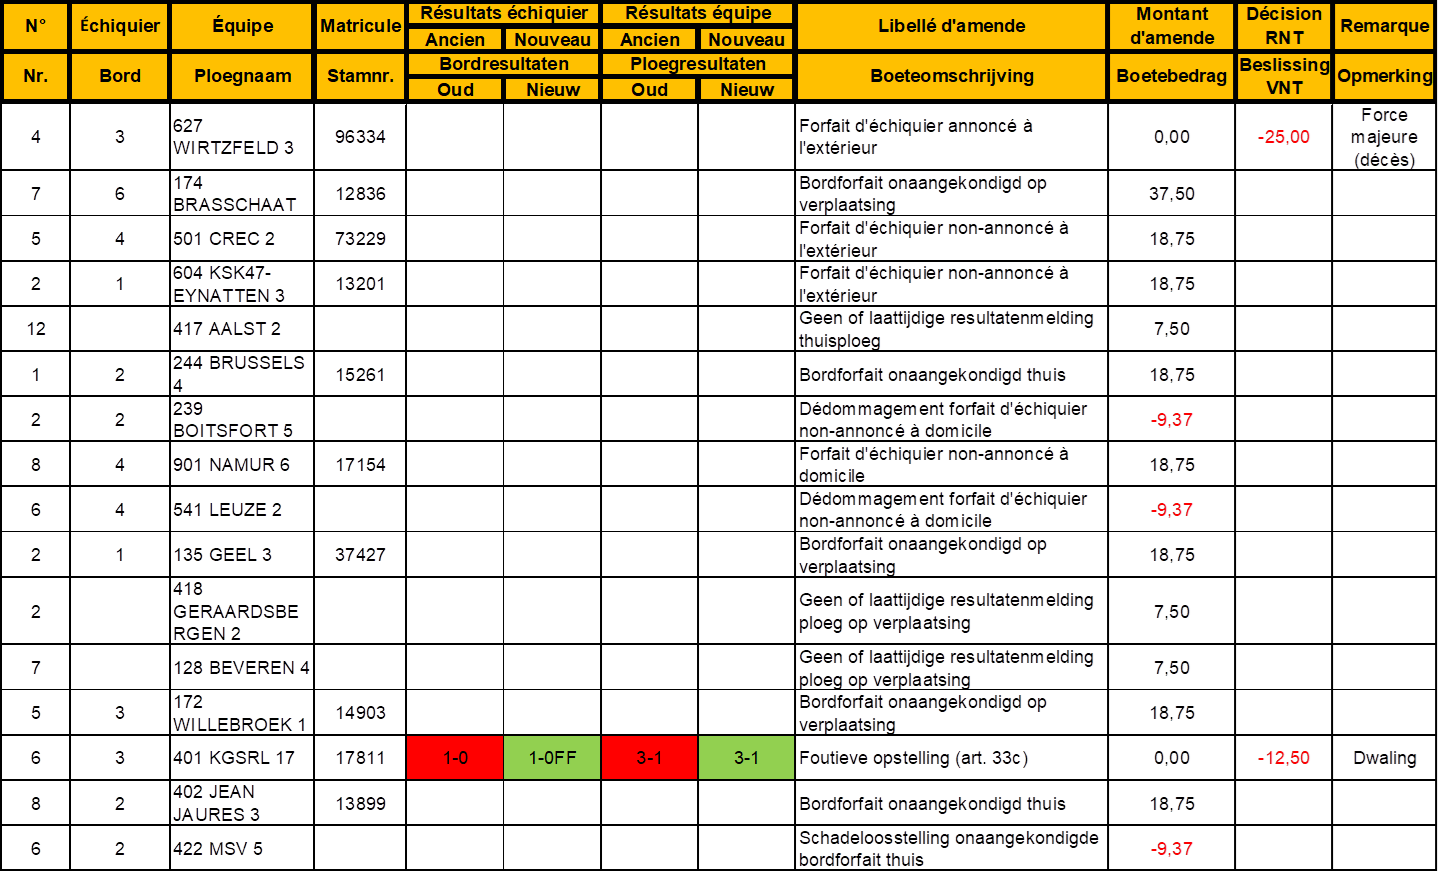 N° Échiquier Équipe Matricule Résultats échiquier Résultats équipe Libellé d'amende Montant d'amende Décision RNT Remarque
Ancien Nouveau Ancien Nouveau
Nr. Bord Ploegnaam Stamnr. Bordresultaten Ploegresultaten Boeteomschrijving Boetebedrag Beslissing VNT Opmerking
Oud Nieuw Oud Nieuw
4 3 627 WIRTZFELD 3 96334 Forfait d'échiquier annoncé à l'extérieur 0,00 -25,00 Force majeure (décès)
7 6 174 BRASSCHAAT 12836 Bordforfait onaangekondigd op verplaatsing 37,50
5 4 501 CREC 2 73229 Forfait d'échiquier non-annoncé à l'extérieur 18,75
2 1 604 KSK47-EYNATTEN 3 13201 Forfait d'échiquier non-annoncé à l'extérieur 18,75
12 417 AALST 2 Geen of laattijdige resultatenmelding thuisploeg 7,50
1 2 244 BRUSSELS 4 15261 Bordforfait onaangekondigd thuis 18,75
2 2 239 BOITSFORT 5 Dédommagement forfait d'échiquier non-annoncé à domicile -9,37
8 4 901 NAMUR 6 17154 Forfait d'échiquier non-annoncé à domicile 18,75
6 4 541 LEUZE 2 Dédommagement forfait d'échiquier non-annoncé à domicile -9,37
2 1 135 GEEL 3 37427 Bordforfait onaangekondigd op verplaatsing 18,75
2 418 GERAARDSBERGEN 2 Geen of laattijdige resultatenmelding ploeg op verplaatsing 7,50
7 128 BEVEREN 4 Geen of laattijdige resultatenmelding ploeg op verplaatsing 7,50
5 3 172 WILLEBROEK 1 14903 Bordforfait onaangekondigd op verplaatsing 18,75
6 3 401 KGSRL 17 17811 1-0 1-0FF 3-1 3-1 Foutieve opstelling (art. 33c) 0,00 -12,50 Dwaling
8 2 402 JEAN JAURES 3 13899 Bordforfait onaangekondigd thuis 18,75
6 2 422 MSV 5 Schadeloosstelling onaangekondigde bordforfait thuis -9,37